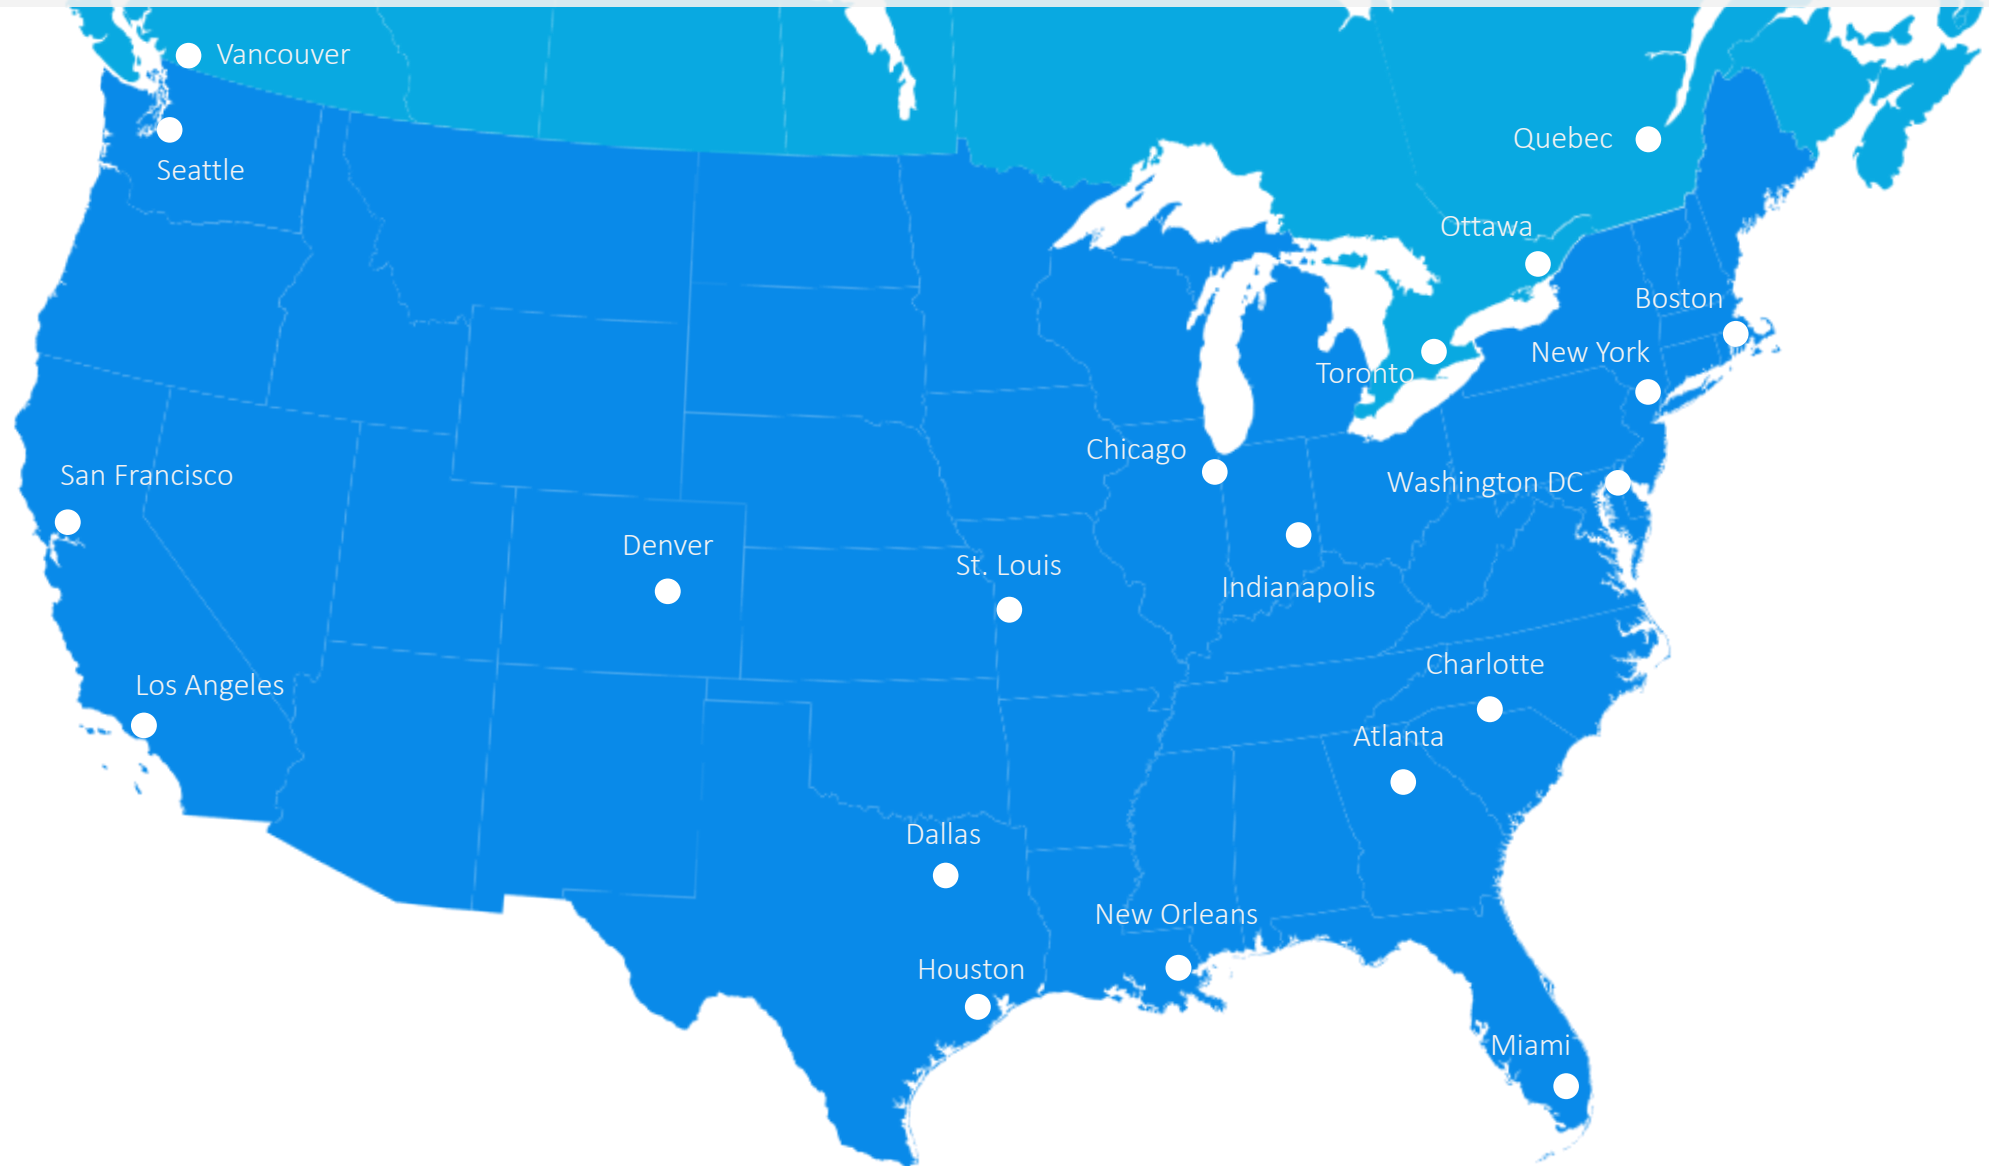 Vancouver
Quebec
Seattle
Ottawa
Boston
New York
Toronto
Chicago
San Francisco
Washington DC
Denver
St. Louis
Indianapolis
Charlotte
Los Angeles
Atlanta
Dallas
New Orleans
Houston
Miami